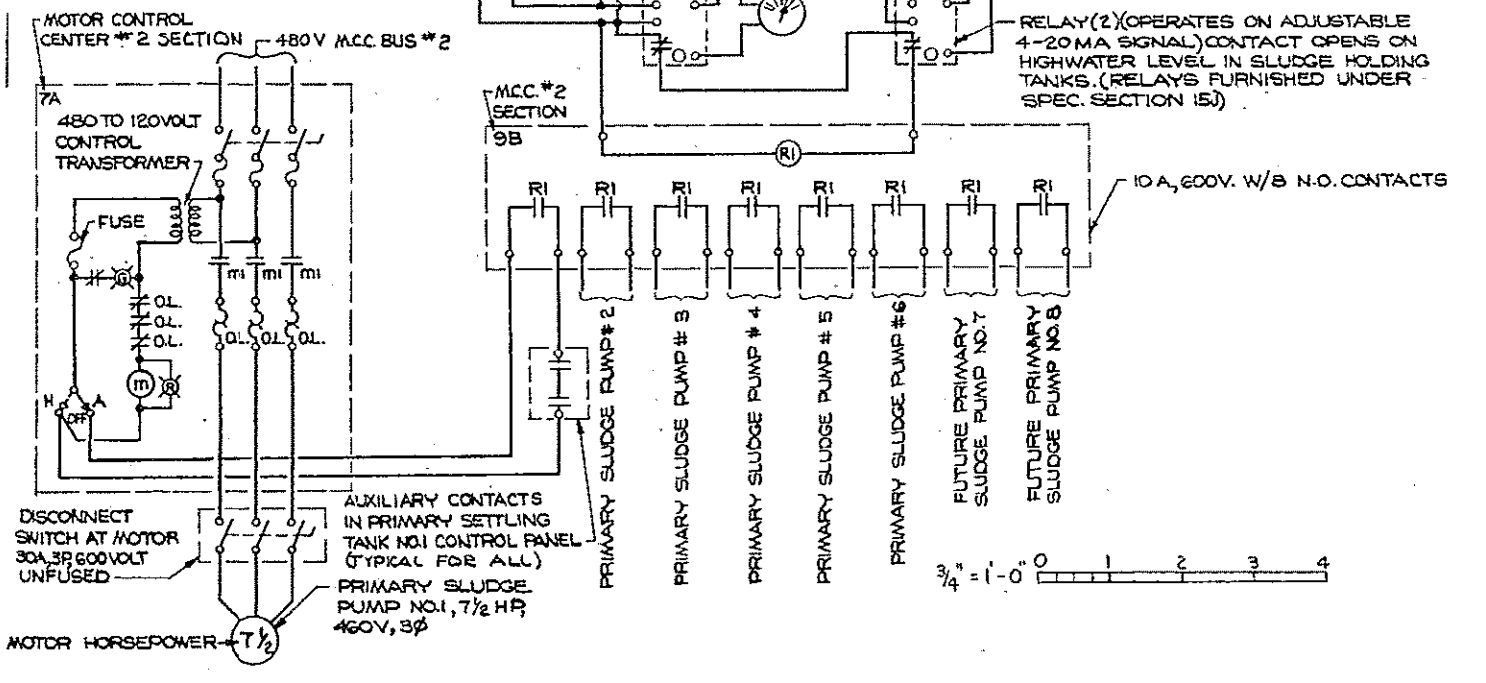 MOTOR CONTROL
CENTER #2 SECTION
480V M.C.C. BUS #2
7A
480 TO 120VOLT
CONTROL
TRANSFORMER
FUSE
G
O.L.
O.L.
O.L.
m
R
H
OFF
A
m1
m1
m1
O.L.
O.L.
O.L.
DISCONNECT
SWITCH AT MOTOR
30A,3P,600VOLT
UNFUSED
MOTOR HORSEPOWER
7½
PRIMARY SLUDGE
PUMP NO.1, 7½ HP,
460V, 3Ø
AUXILIARY CONTACTS
IN PRIMARY SETTLING
TANK NO.1 CONTROL PANEL
(TYPICAL FOR ALL)
RELAY(2)(OPERATES ON ADJUSTABLE
4-20MA SIGNAL)CONTACT OPENS ON
HIGHWATER LEVEL IN SLUDGE HOLDING
TANKS.(RELAYS FURNISHED UNDER
SPEC. SECTION 15J)
M.C.C. #2
SECTION
9B
R1
R1
R1
R1
R1
R1
R1
R1
R1
10A, 600V. W/8 N.O. CONTACTS
PRIMARY SLUDGE PUMP #2
PRIMARY SLUDGE PUMP #3
PRIMARY SLUDGE PUMP #4
PRIMARY SLUDGE PUMP #5
PRIMARY SLUDGE PUMP #6
FUTURE PRIMARY
SLUDGE PUMP NO.7
FUTURE PRIMARY
SLUDGE PUMP NO.8
¾" = 1'-0"
0 1 2 3 4